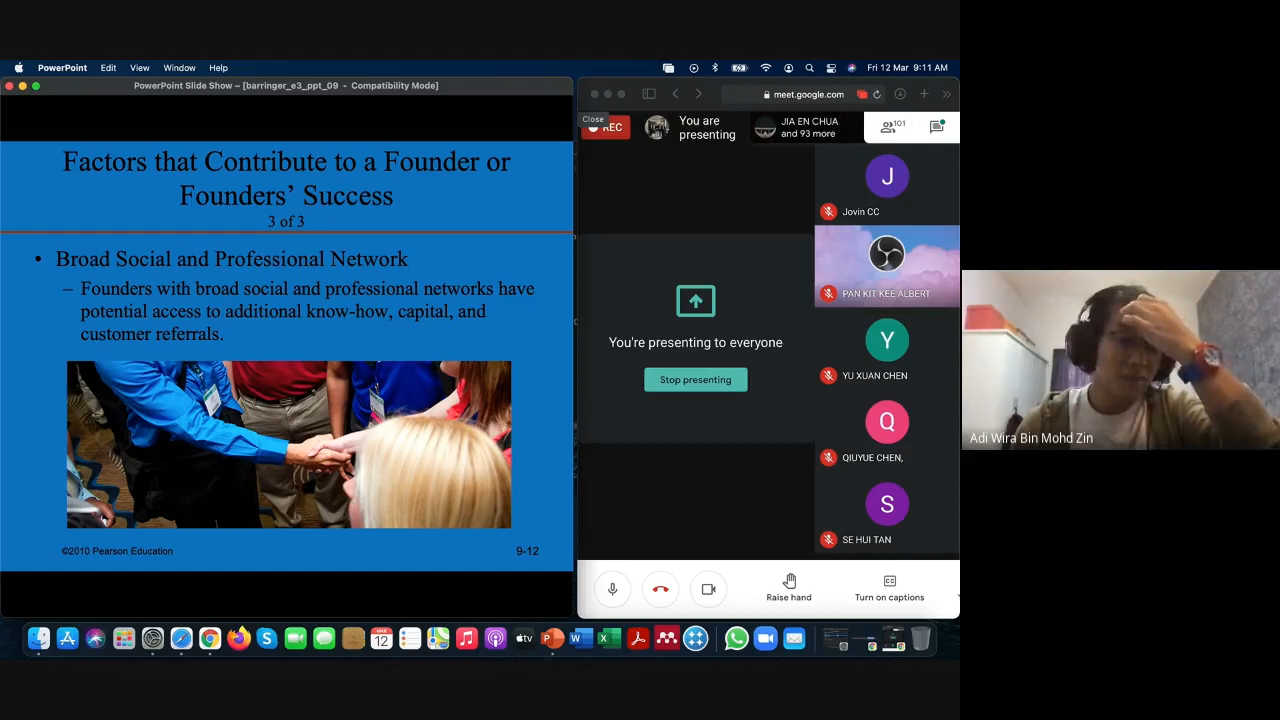 PowerPoint Edit View Window Help
Fri 12 Mar 9:11 AM
PowerPoint Slide Show – [barringer_e3_ppt_09 - Compatibility Mode]
Factors that Contribute to a Founder or
Founders’ Success
3 of 3
• Broad Social and Professional Network
– Founders with broad social and professional networks have
potential access to additional know-how, capital, and
customer referrals.
©2010 Pearson Education
9-12
meet.google.com
Close
REC
You are
presenting
JIA EN CHUA
and 93 more
101
J
Jovin CC
PAN KIT KEE ALBERT
Y
YU XUAN CHEN
Q
QIUYUE CHEN,
S
SE HUI TAN
You're presenting to everyone
Stop presenting
Raise hand
Turn on captions
Adi Wira Bin Mohd Zin
MAR
12
tv
P
W
X